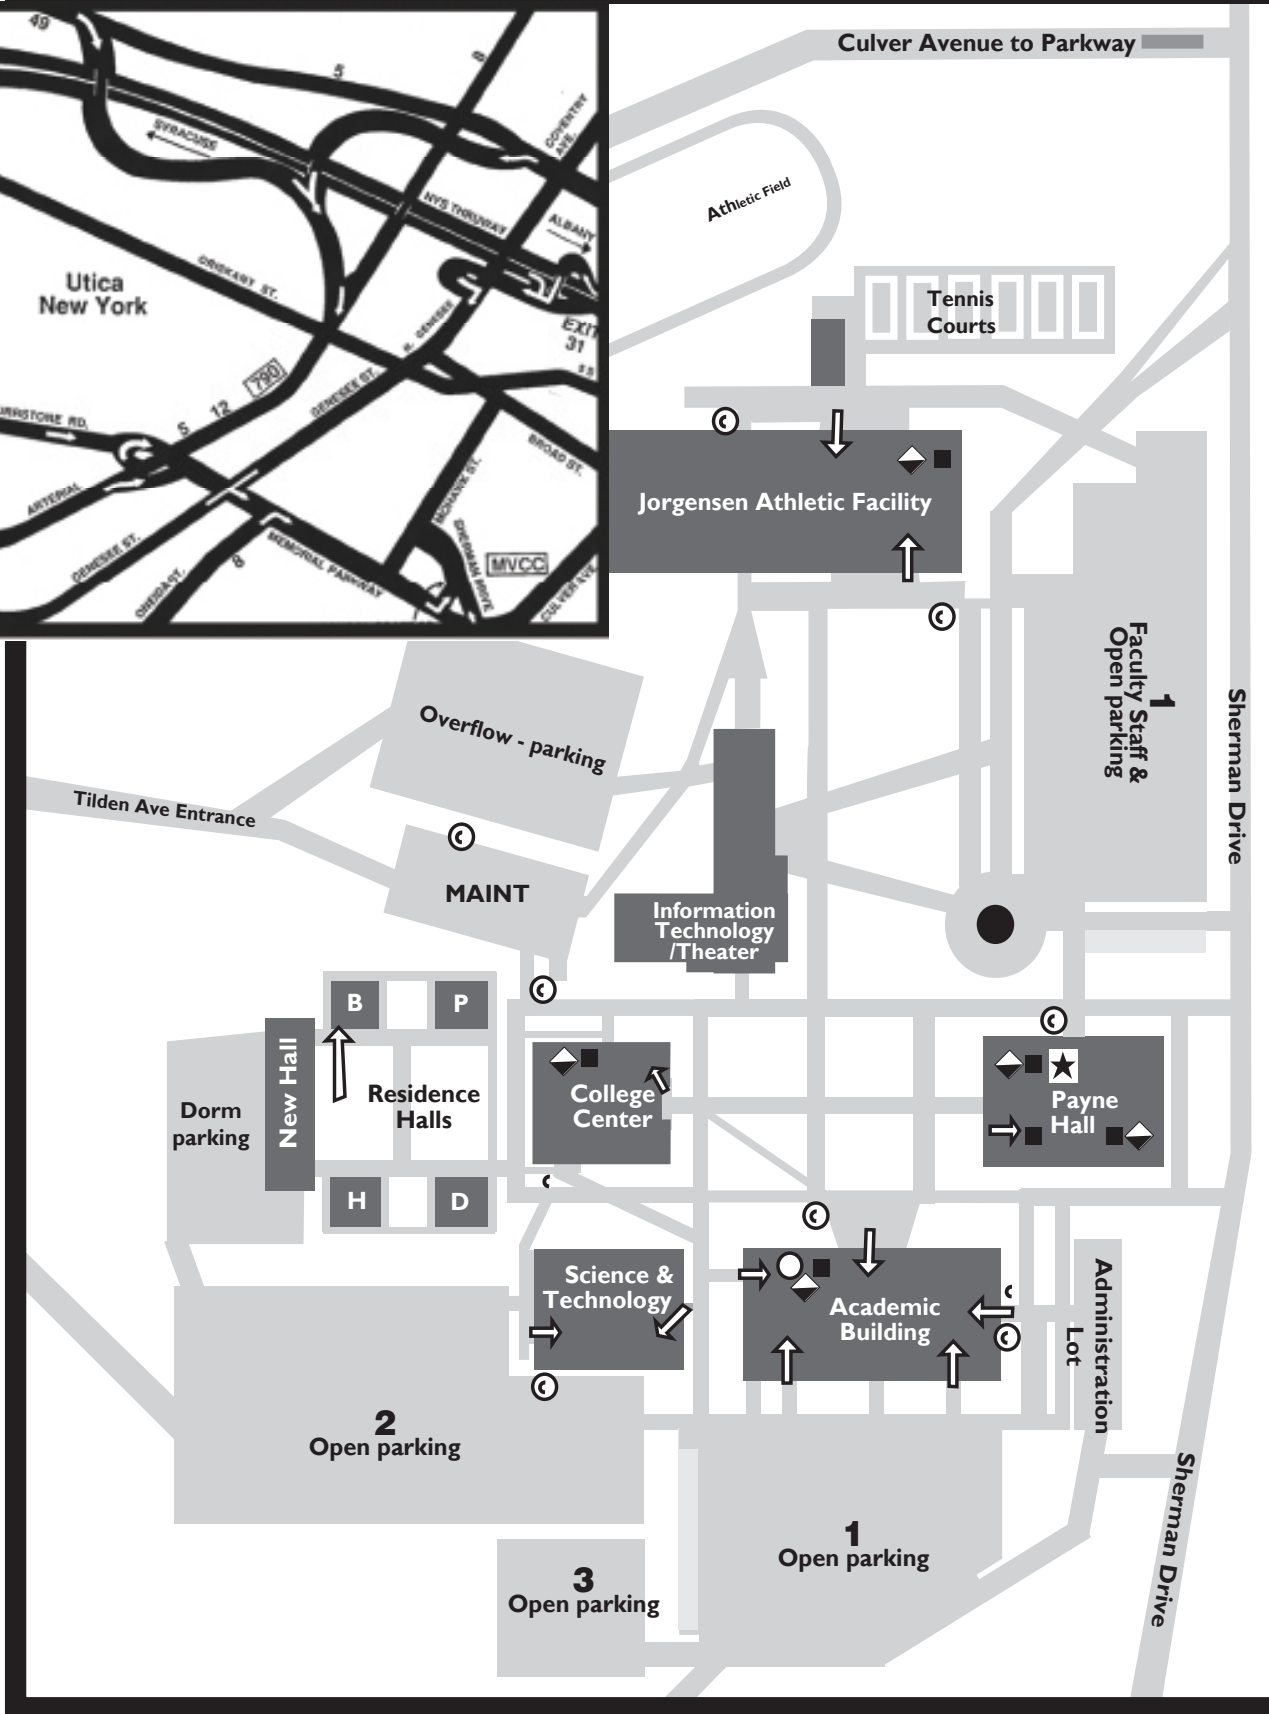 49
5
8
COVENTRY
AVE.
SYRACUSE
NYS THRUWAY
ALBANY
ORISKANY ST.
Utica
New York
N. GENESEE
EXIT
31
5 S
790
GENESEE ST.
12
5
BROAD ST.
ARTERIAL
MOHAWK ST.
SHERMAN DRIVE
MVCC
GENESEE ST.
ONEIDA ST.
8
MEMORIAL PARKWAY
CULVER AVE.
Culver Avenue to Parkway
Athletic Field
Tennis
Courts
Jorgensen Athletic Facility
1
Faculty Staff &
Open parking
Sherman Drive
Overflow - parking
Tilden Ave Entrance
MAINT
Information
Technology
/Theater
B
P
New Hall
Residence
Halls
Dorm
parking
H
D
College
Center
Payne
Hall
Science &
Technology
Academic
Building
Administration
Lot
2
Open parking
1
Open parking
3
Open parking
Sherman Drive